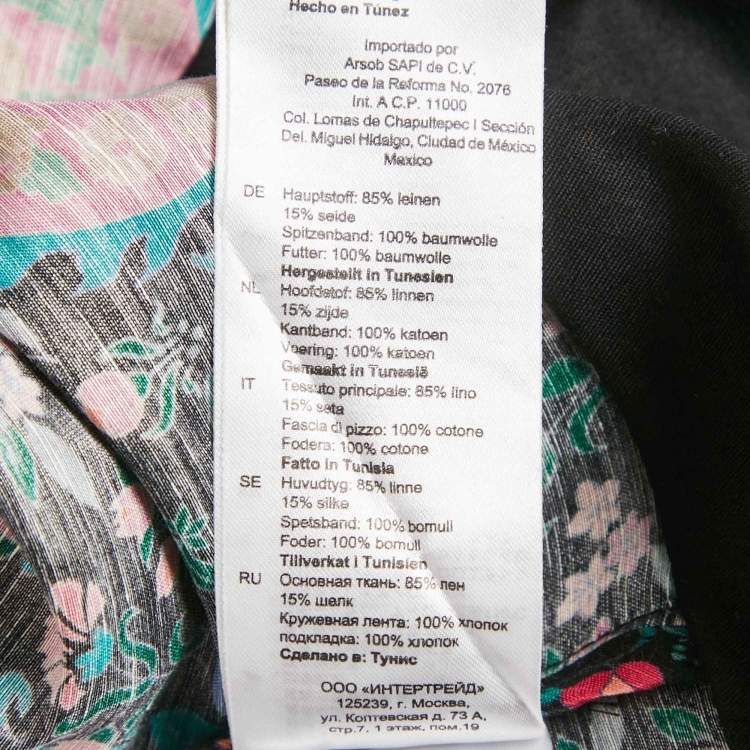 Hecho en Túnez
Importado por
Arsob SAPI de C.V.
Paseo de la Reforma No. 2076
Int. A C.P. 11000
Col. Lomas de Chapultepec I Sección
Del. Miguel Hidalgo, Ciudad de México
Mexico
DE Hauptstoff: 85% leinen
15% seide
Spitzenband: 100% baumwolle
Futter: 100% baumwolle
Hergestellt in Tunesien
NL Hoofdstof: 85% linnen
15% zijde
Kantband: 100% katoen
Voering: 100% katoen
Gemaakt in Tunesië
IT Tessuto principale: 85% lino
15% seta
Fascia di pizzo: 100% cotone
Fodera: 100% cotone
Fatto in Tunisia
SE Huvudtyg: 85% linne
15% silke
Spetsband: 100% bomull
Foder: 100% bomull
Tillverkat i Tunisien
RU Основная ткань: 85% лен
15% шелк
Кружевная лента: 100% хлопок
подкладка: 100% хлопок
Сделано в: Тунис
ООО «ИНТЕРТРЕЙД»
125239, г. Москва,
ул. Коптевская д. 73 А,
стр.7, 1 этаж, пом.19